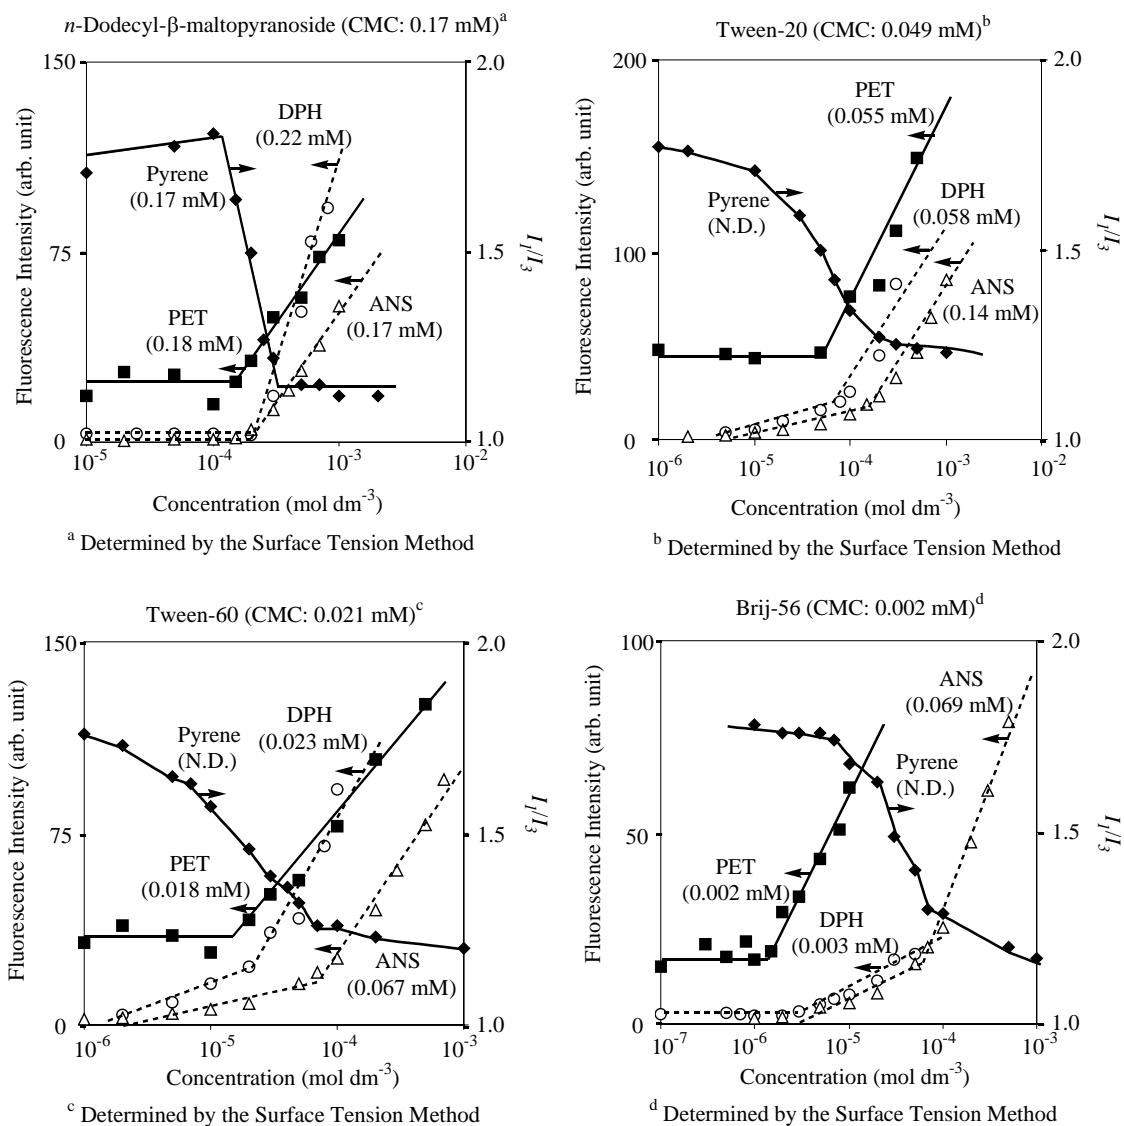 n-Dodecyl-β-maltopyranoside (CMC: 0.17 mM)a
150
2.0
Fluorescence Intensity (arb. unit)
DPH
(0.22 mM)
Pyrene
(0.17 mM)
75
1.5
I1/I3
PET
(0.18 mM)
ANS
(0.17 mM)
0
1.0
10-5
10-4
10-3
10-2
Concentration (mol dm-3)
a Determined by the Surface Tension Method
Tween-20 (CMC: 0.049 mM)b
200
2.0
Fluorescence Intensity (arb. unit)
PET
(0.055 mM)
Pyrene
(N.D.)
DPH
(0.058 mM)
100
1.5
I1/I3
ANS
(0.14 mM)
0
1.0
10-6
10-5
10-4
10-3
10-2
Concentration (mol dm-3)
b Determined by the Surface Tension Method
Tween-60 (CMC: 0.021 mM)c
150
2.0
Fluorescence Intensity (arb. unit)
DPH
(0.023 mM)
Pyrene
(N.D.)
75
1.5
I1/I3
PET
(0.018 mM)
ANS
(0.067 mM)
0
1.0
10-6
10-5
10-4
10-3
Concentration (mol dm-3)
c Determined by the Surface Tension Method
Brij-56 (CMC: 0.002 mM)d
100
2.0
Fluorescence Intensity (arb. unit)
ANS
(0.069 mM)
Pyrene
(N.D.)
50
1.5
I1/I3
PET
(0.002 mM)
DPH
(0.003 mM)
0
1.0
10-7
10-6
10-5
10-4
10-3
Concentration (mol dm-3)
d Determined by the Surface Tension Method